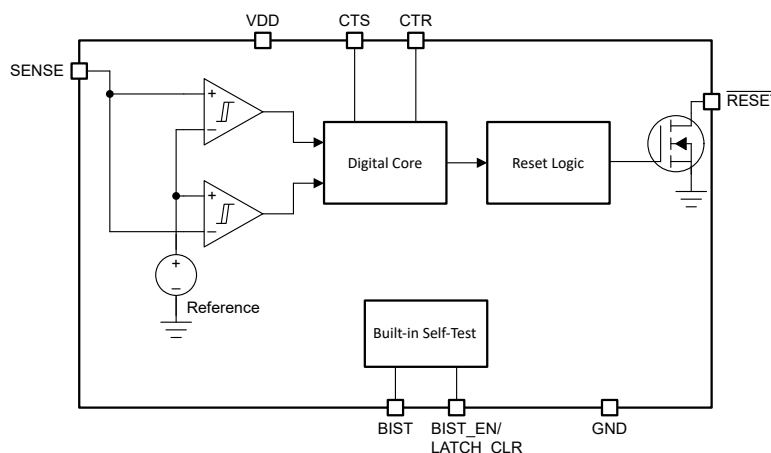 VDD
CTS
CTR
SENSE
RESET
+
−
Digital Core
Reset Logic
+
−
+
−
Reference
Built-in Self-Test
BIST
BIST_EN/
LATCH_CLR
GND